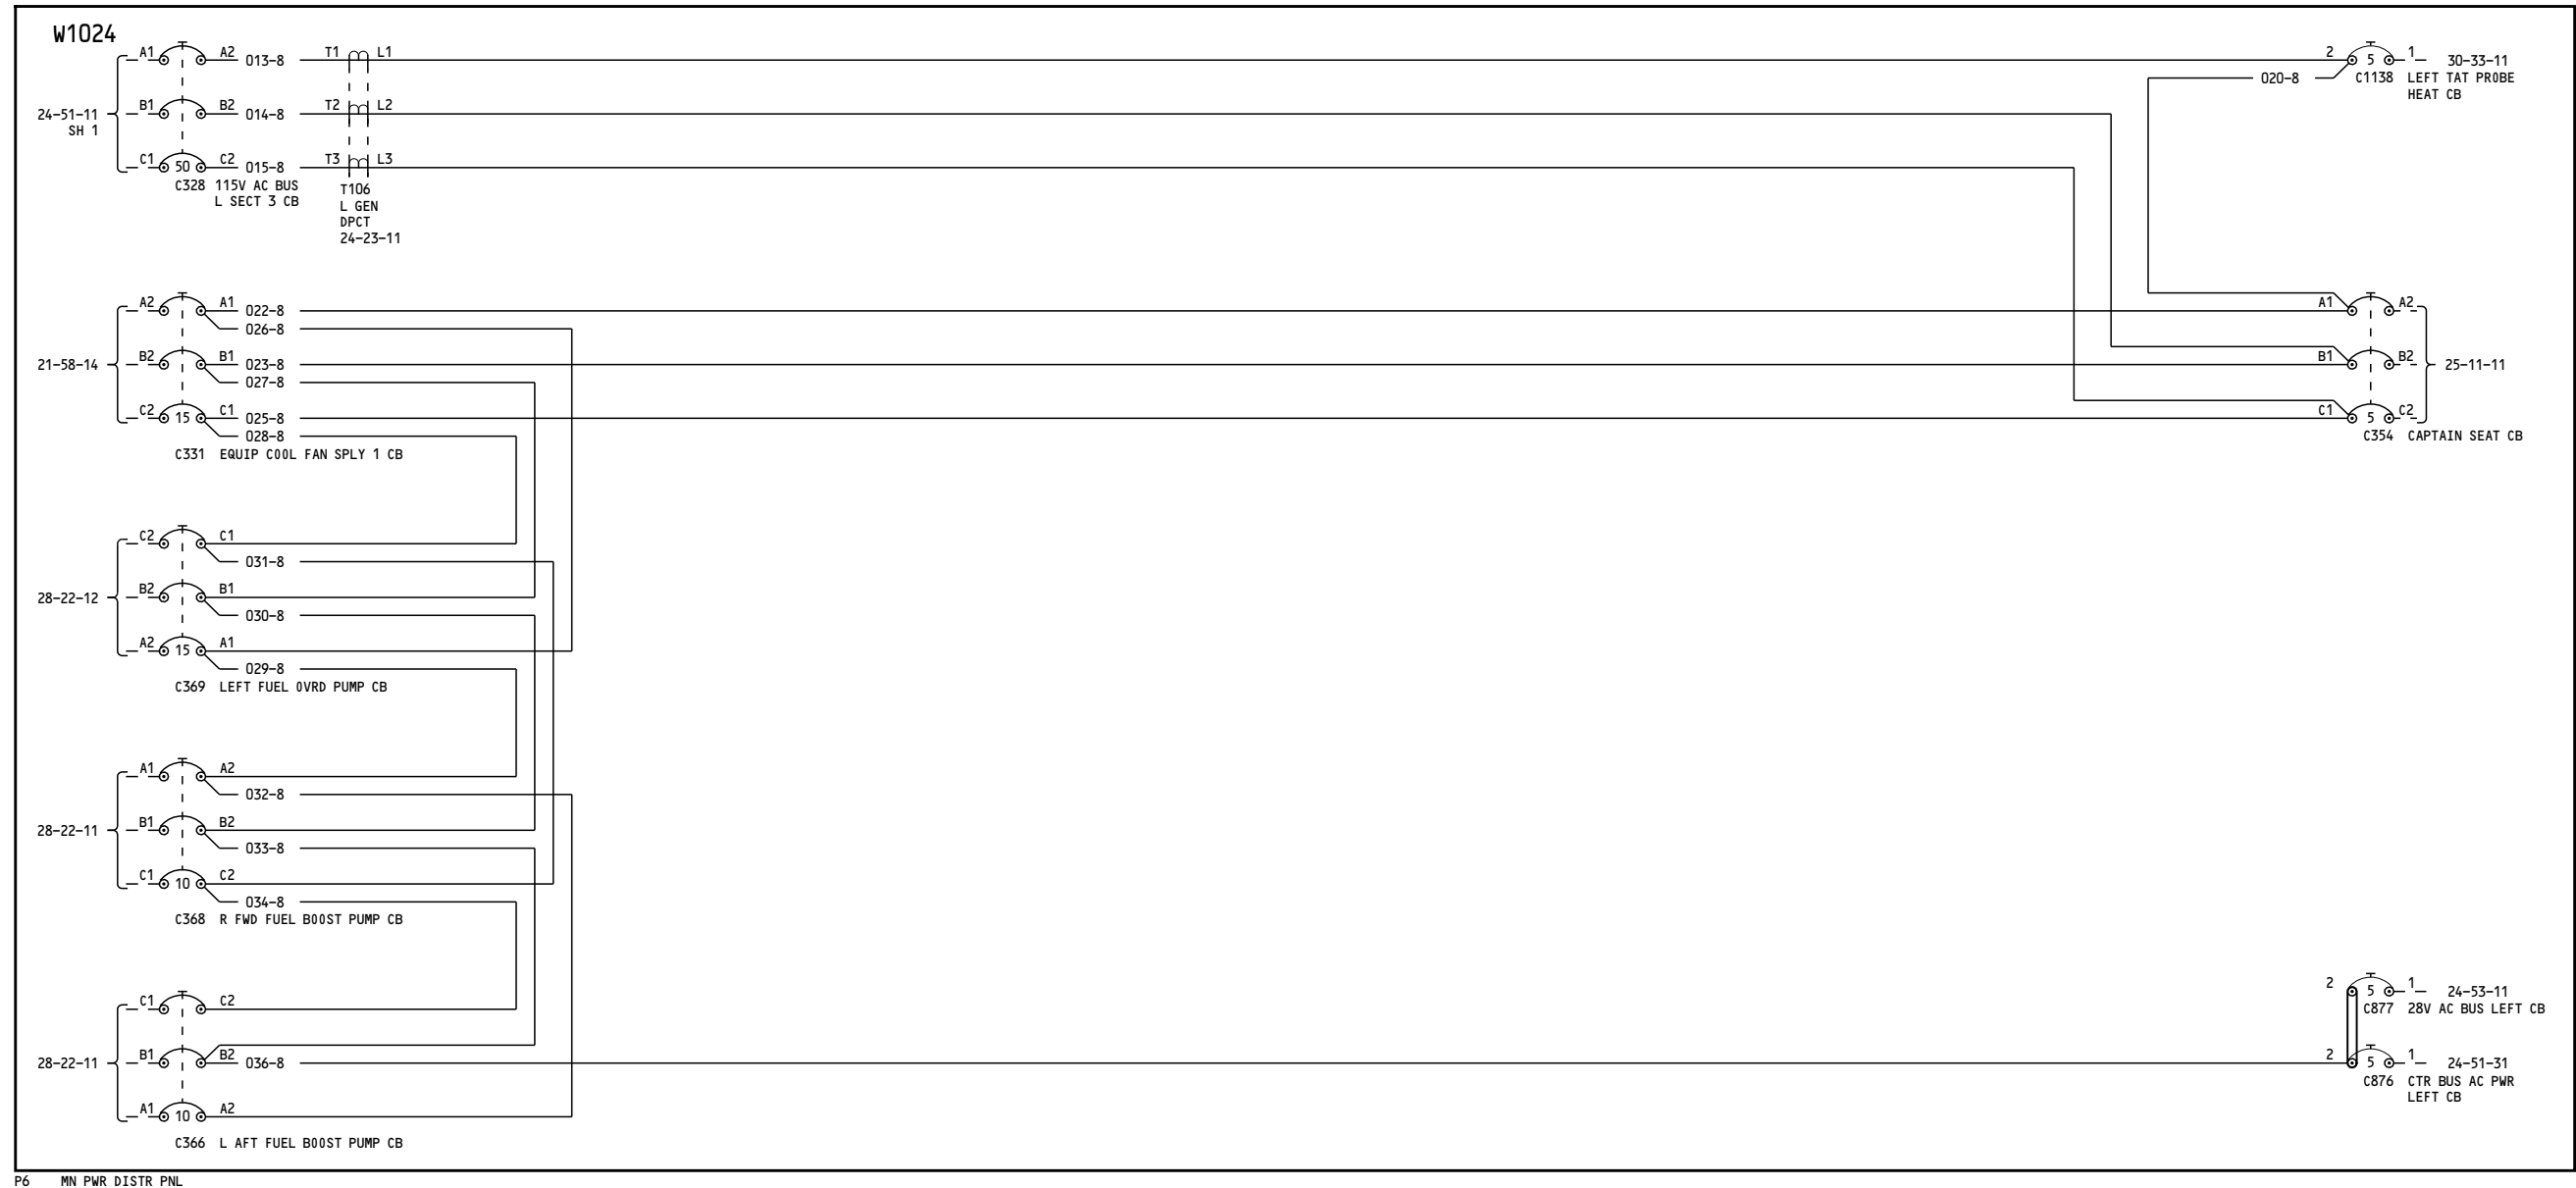 W1024
A1 A2 013-8 T1 L1 2 5 1 30-33-11
020-8 C1138 LEFT TAT PROBE
HEAT CB
24-51-11 B1 B2 014-8 T2 L2
SH 1
C1 50 C2 015-8 T3 L3
C328 115V AC BUS
L SECT 3 CB
T106
L GEN
DPCT
24-23-11
A2 A1 022-8 A1 A2
026-8
21-58-14 B2 B1 023-8 B1 B2 25-11-11
027-8
C2 15 C1 025-8 C1 5 C2
028-8 C354 CAPTAIN SEAT CB
C331 EQUIP COOL FAN SPLY 1 CB
C2 C1
031-8
28-22-12 B2 B1
030-8
A2 15 A1
029-8
C369 LEFT FUEL OVRD PUMP CB
A1 A2
032-8
28-22-11 B1 B2
033-8
C1 10 C2
034-8
C368 R FWD FUEL BOOST PUMP CB
2 5 1 24-53-11
C1 C2 C877 28V AC BUS LEFT CB
28-22-11 B1 B2 036-8 2 5 1 24-51-31
C876 CTR BUS AC PWR
LEFT CB
A1 10 A2
C366 L AFT FUEL BOOST PUMP CB
P6 MN PWR DISTR PNL